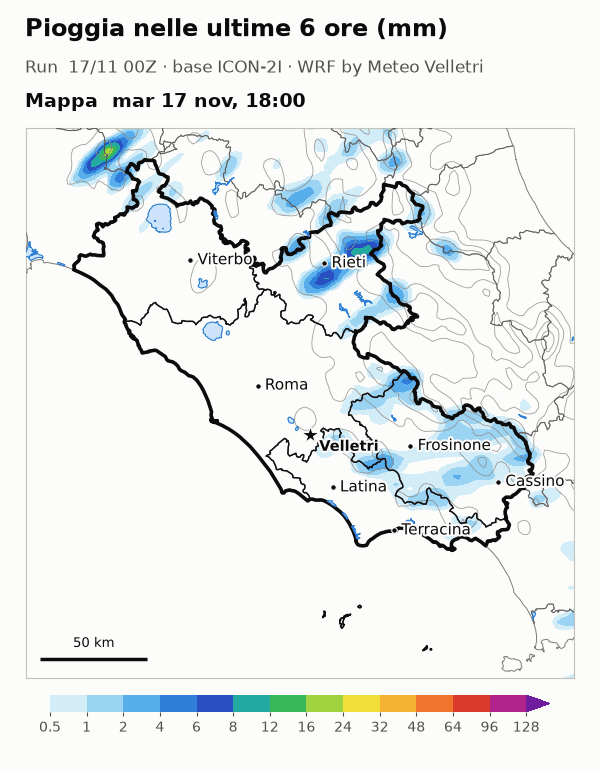 Pioggia nelle ultime 6 ore (mm)
Run  17/11 00Z · base ICON-2I · WRF by Meteo Velletri
Mappa  mar 17 nov, 18:00
Viterbo
Rieti
Roma
Velletri
Frosinone
Latina
Cassino
Terracina
50 km
0.5 1 2 4 6 8 12 16 24 32 48 64 96 128